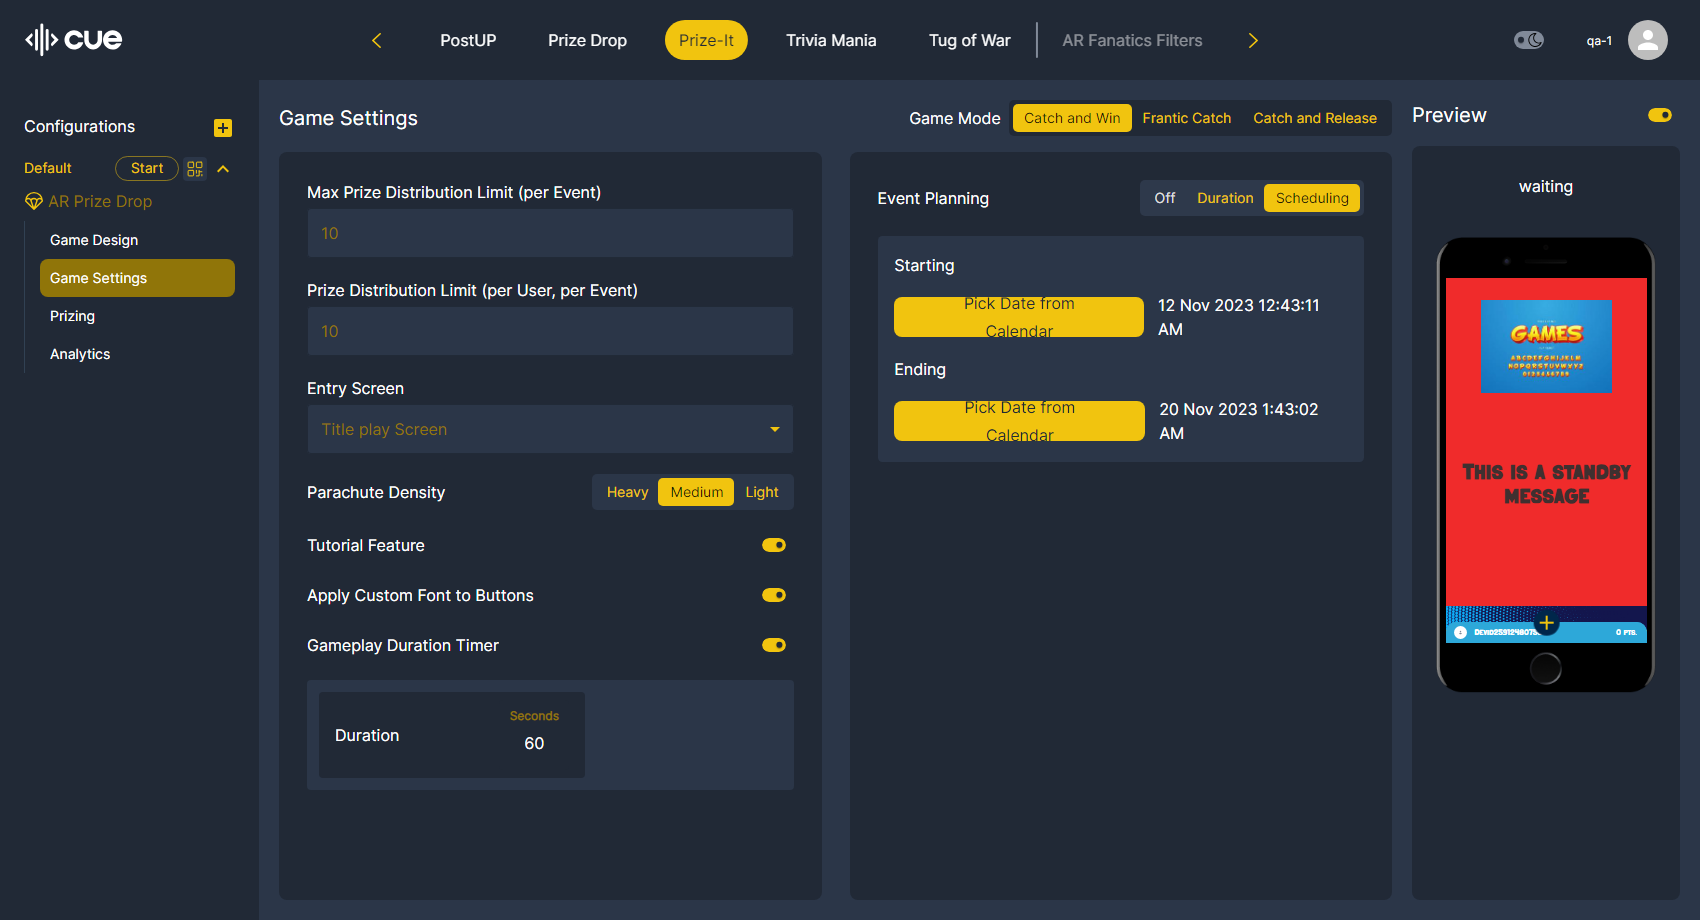 cue
PostUP
Prize Drop
Prize-It
Trivia Mania
Tug of War
AR Fanatics Filters
qa-1
Configurations
Default
Start
AR Prize Drop
Game Design
Game Settings
Prizing
Analytics
Game Settings
Game Mode
Catch and Win
Frantic Catch
Catch and Release
Max Prize Distribution Limit (per Event)
10
Prize Distribution Limit (per User, per Event)
10
Entry Screen
Title play Screen
Parachute Density
Heavy
Medium
Light
Tutorial Feature
Apply Custom Font to Buttons
Gameplay Duration Timer
Duration
Seconds
60
Event Planning
Off
Duration
Scheduling
Starting
Pick Date from
Calendar
12 Nov 2023 12:43:11
AM
Ending
Pick Date from
Calendar
20 Nov 2023 1:43:02
AM
Preview
waiting
GAMES
ABCDEFGHIJKLM
NOPQRSTUVWXYZ
This is a standby
message
0 pts.